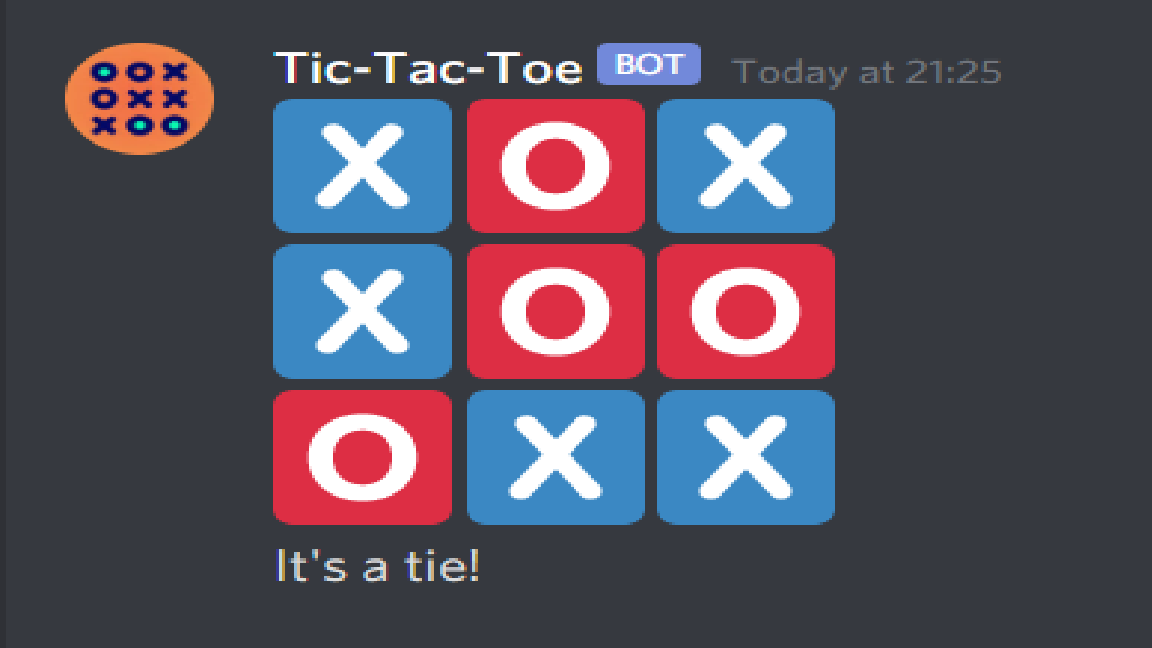 Tic-Tac-Toe BOT Today at 21:25
X O X
X O O
O X X
It's a tie!